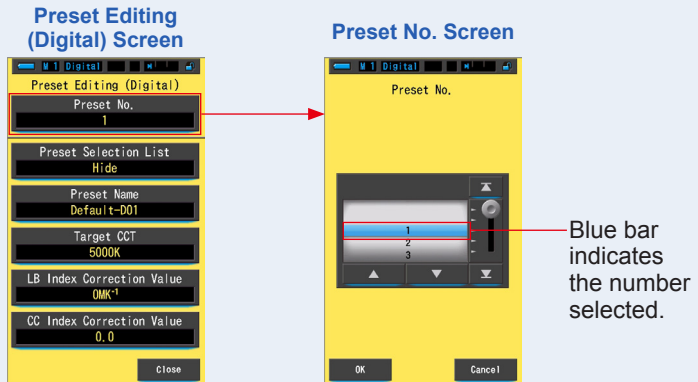 Preset Editing
(Digital) Screen
M 1 Digital
Preset Editing (Digital)
Preset No.
1
Preset Selection List
Hide
Preset Name
Default-D01
Target CCT
5000K
LB Index Correction Value
0MK⁻¹
CC Index Correction Value
0.0
Close
Preset No. Screen
M 1 Digital
Preset No.
1
2
3
OK
Cancel
Blue bar
indicates
the number
selected.